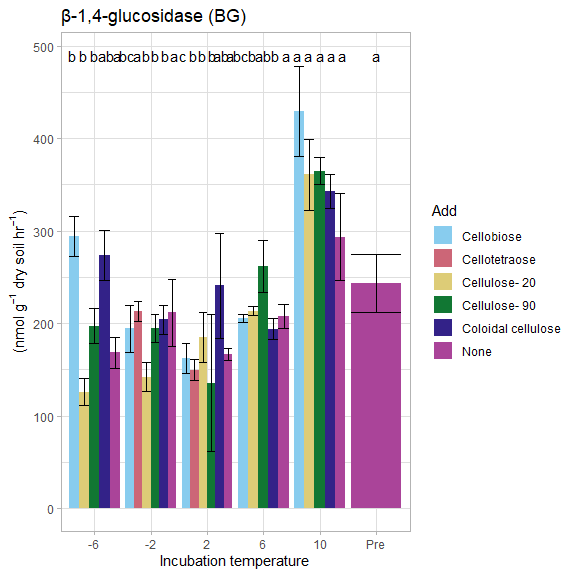 β-1,4-glucosidase (BG)
500
400
300
200
100
0
(nmol g⁻¹ dry soil hr⁻¹)
-6
-2
2
6
10
Pre
Incubation temperature
Add
Cellobiose
Cellotetraose
Cellulose- 20
Cellulose- 90
Coloidal cellulose
None